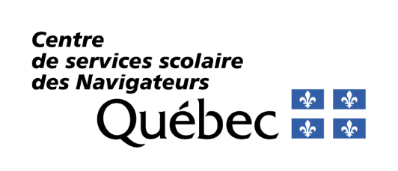 Centre
de services scolaire
des Navigateurs
Québec